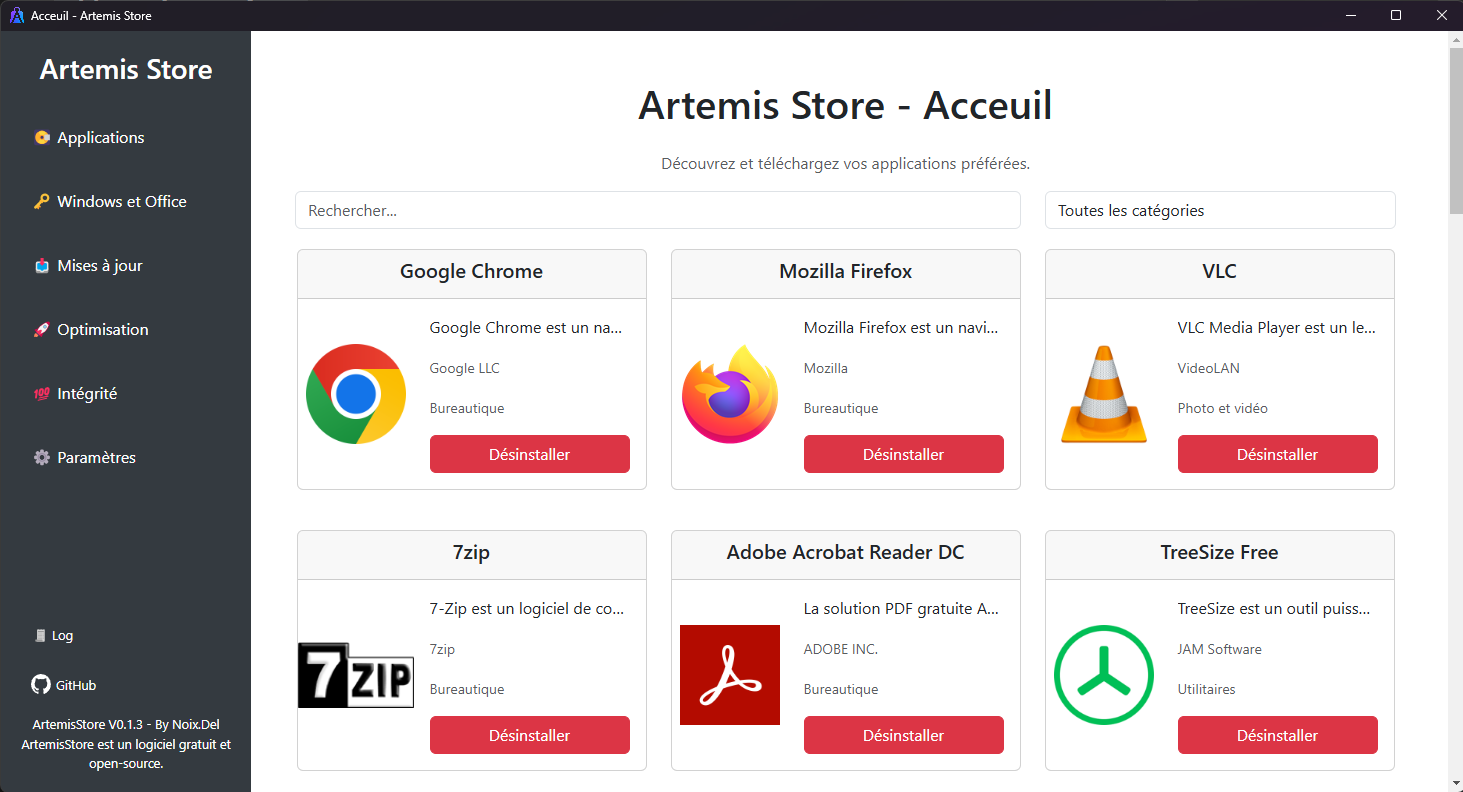 Acceuil - Artemis Store
Artemis Store
Applications
Windows et Office
Mises à jour
Optimisation
100
Intégrité
Paramètres
Log
GitHub
ArtemisStore V0.1.3 - By Noix.Del
ArtemisStore est un logiciel gratuit et
open-source.
Artemis Store - Acceuil
Découvrez et téléchargez vos applications préférées.
Rechercher...
Toutes les catégories
Google Chrome
Google Chrome est un na...
Google LLC
Bureautique
Désinstaller
Mozilla Firefox
Mozilla Firefox est un navi...
Mozilla
Bureautique
Désinstaller
VLC
VLC Media Player est un le...
VideoLAN
Photo et vidéo
Désinstaller
7zip
7ZIP
7-Zip est un logiciel de co...
7zip
Bureautique
Désinstaller
Adobe Acrobat Reader DC
La solution PDF gratuite A...
ADOBE INC.
Bureautique
Désinstaller
TreeSize Free
TreeSize est un outil puiss...
JAM Software
Utilitaires
Désinstaller